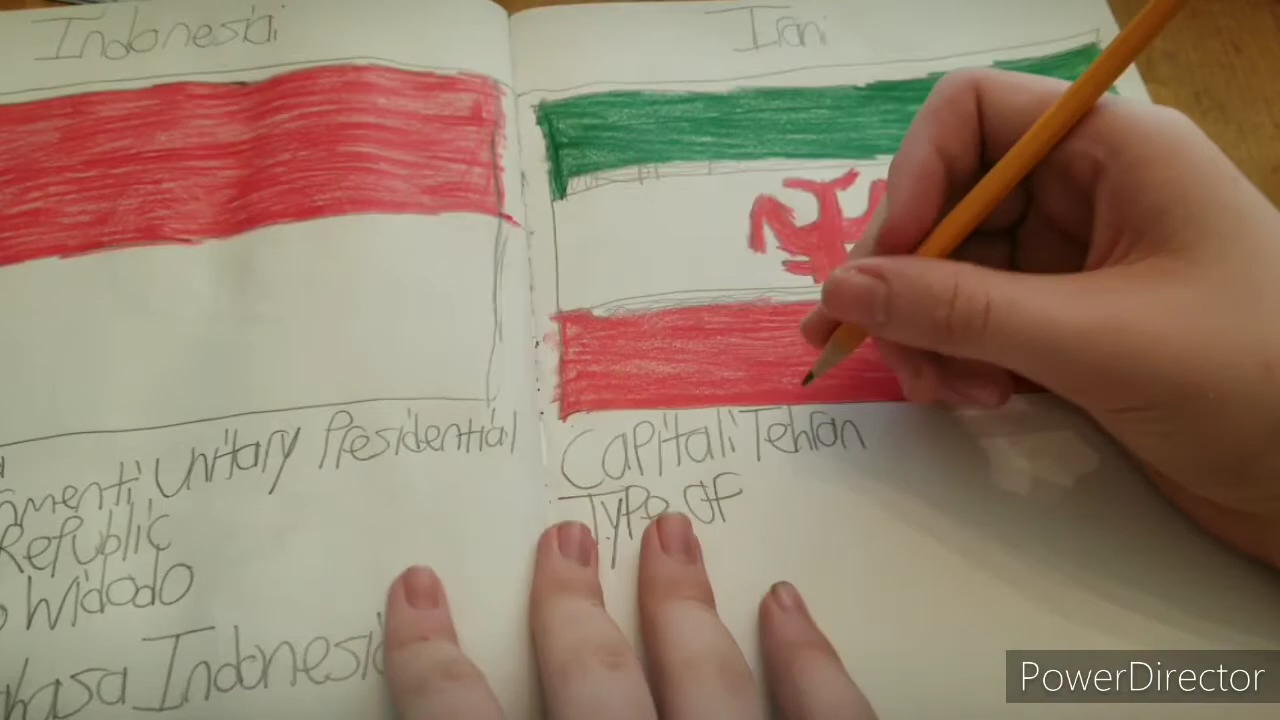 Indonesia:
Unitary Presidential
Republic
Widodo
Indonesia
Iran:
Capital: Tehran
Type of
PowerDirector